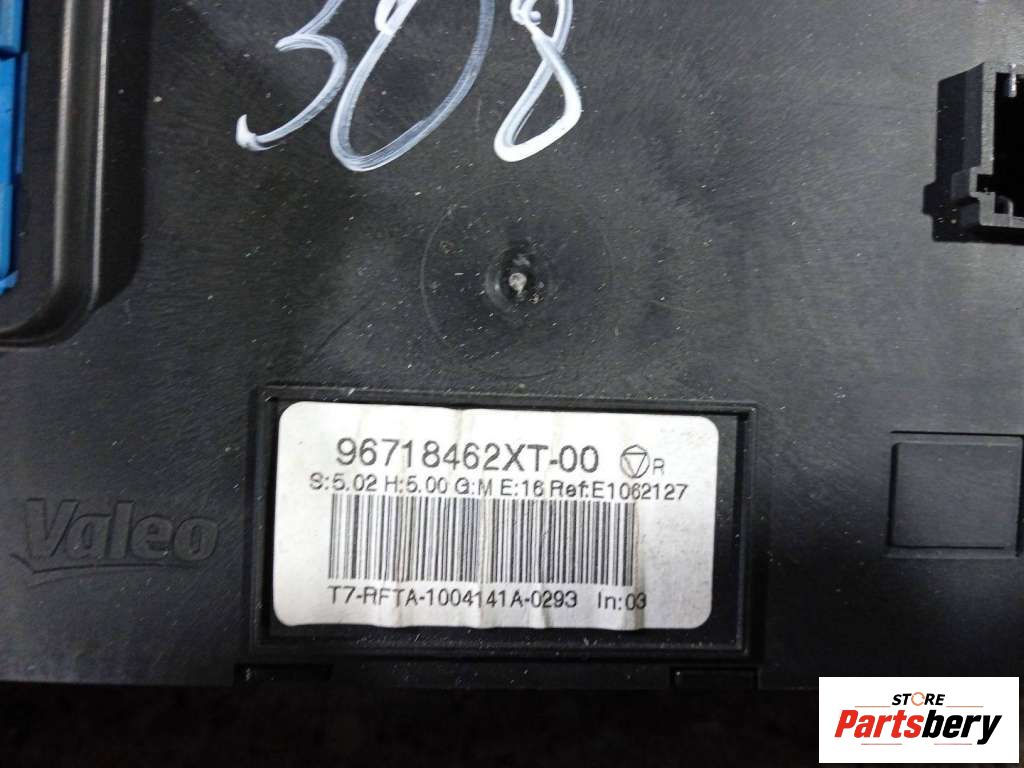 308
96718462XT-00 R
S:5.02 H:5.00 G:M E:16 Ref:E1062127
Valeo
T7-RFTA-1004141A-0293 In:03
STORE
Partsbery